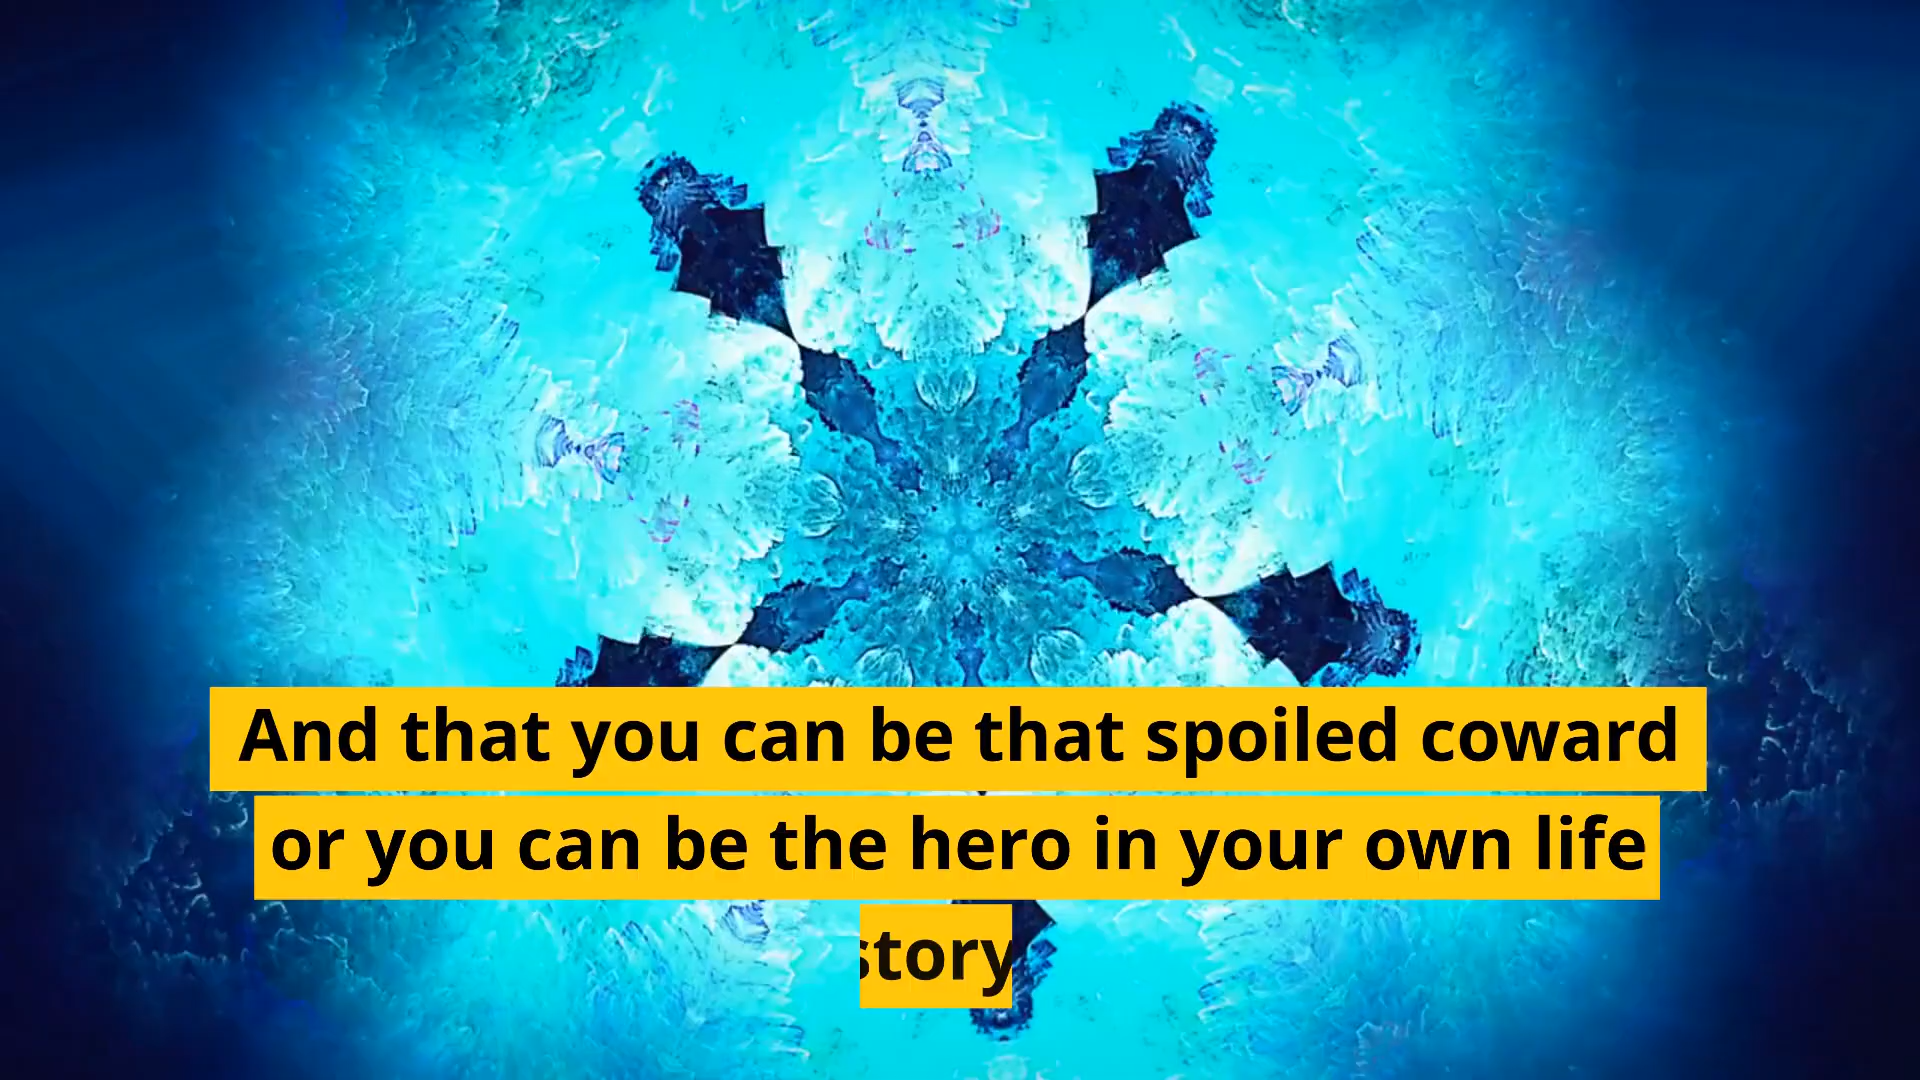 And that you can be that spoiled coward
or you can be the hero in your own life
story